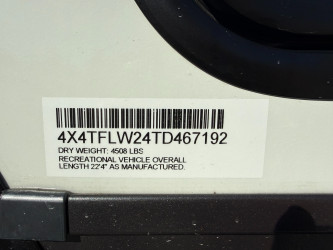 4X4TFLW24TD467192
DRY WEIGHT: 4508 LBS
RECREATIONAL VEHICLE OVERALL
LENGTH 22'4" AS MANUFACTURED.